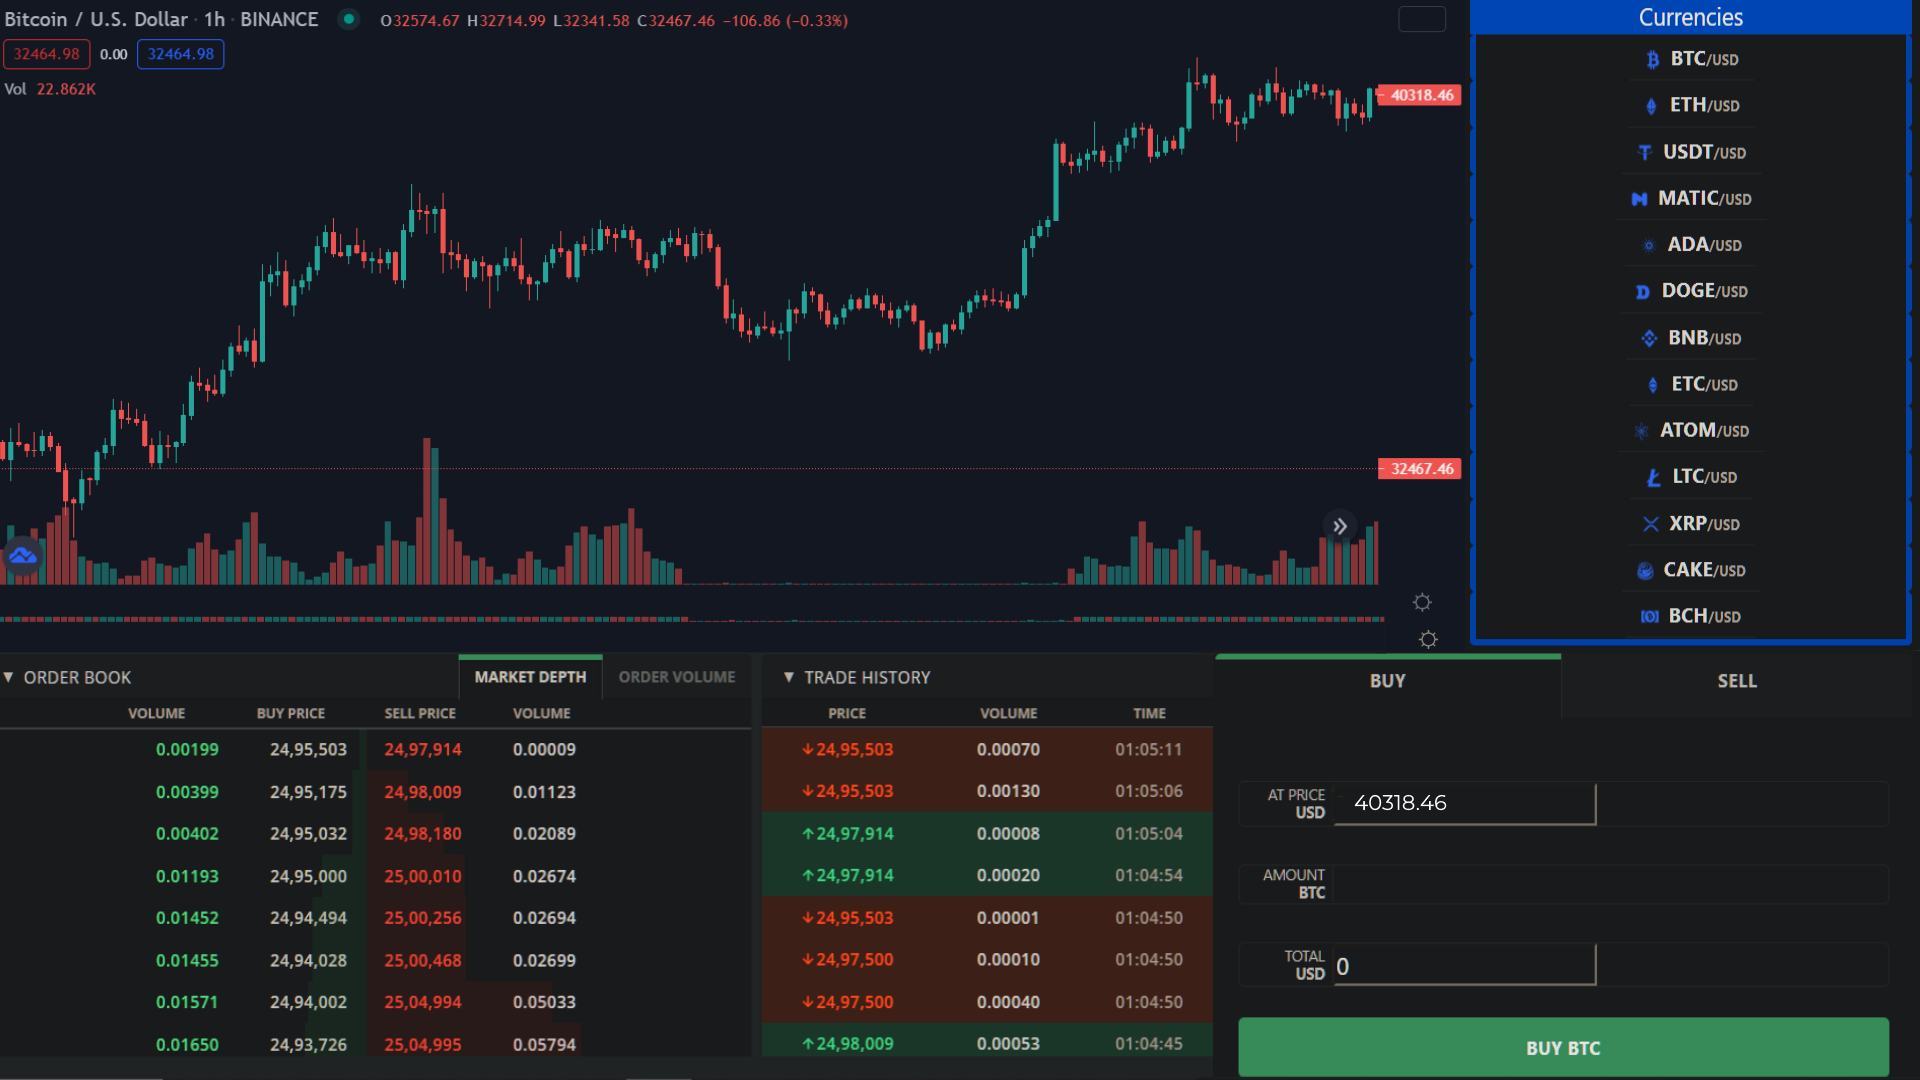 Bitcoin / U.S. Dollar · 1h · BINANCE O32574.67 H32714.99 L32341.58 C32467.46 −106.86 (−0.33%)
32464.98 0.00 32464.98
Vol 22.862K
40318.46
32467.46
Currencies
BTC/USD
ETH/USD
USDT/USD
MATIC/USD
ADA/USD
DOGE/USD
BNB/USD
ETC/USD
ATOM/USD
LTC/USD
XRP/USD
CAKE/USD
BCH/USD
▼ ORDER BOOK MARKET DEPTH ORDER VOLUME
VOLUME BUY PRICE SELL PRICE VOLUME
0.00199 24,95,503 24,97,914 0.00009
0.00399 24,95,175 24,98,009 0.01123
0.00402 24,95,032 24,98,180 0.02089
0.01193 24,95,000 25,00,010 0.02674
0.01452 24,94,494 25,00,256 0.02694
0.01455 24,94,028 25,00,468 0.02699
0.01571 24,94,002 25,04,994 0.05033
0.01650 24,93,726 25,04,995 0.05794
▼ TRADE HISTORY
PRICE VOLUME TIME
↓24,95,503 0.00070 01:05:11
↓24,95,503 0.00130 01:05:06
↑24,97,914 0.00008 01:05:04
↑24,97,914 0.00020 01:04:54
↓24,95,503 0.00001 01:04:50
↓24,97,500 0.00010 01:04:50
↓24,97,500 0.00040 01:04:50
↑24,98,009 0.00053 01:04:45
BUY SELL
AT PRICE
USD 40318.46
AMOUNT
BTC
TOTAL
USD 0
BUY BTC